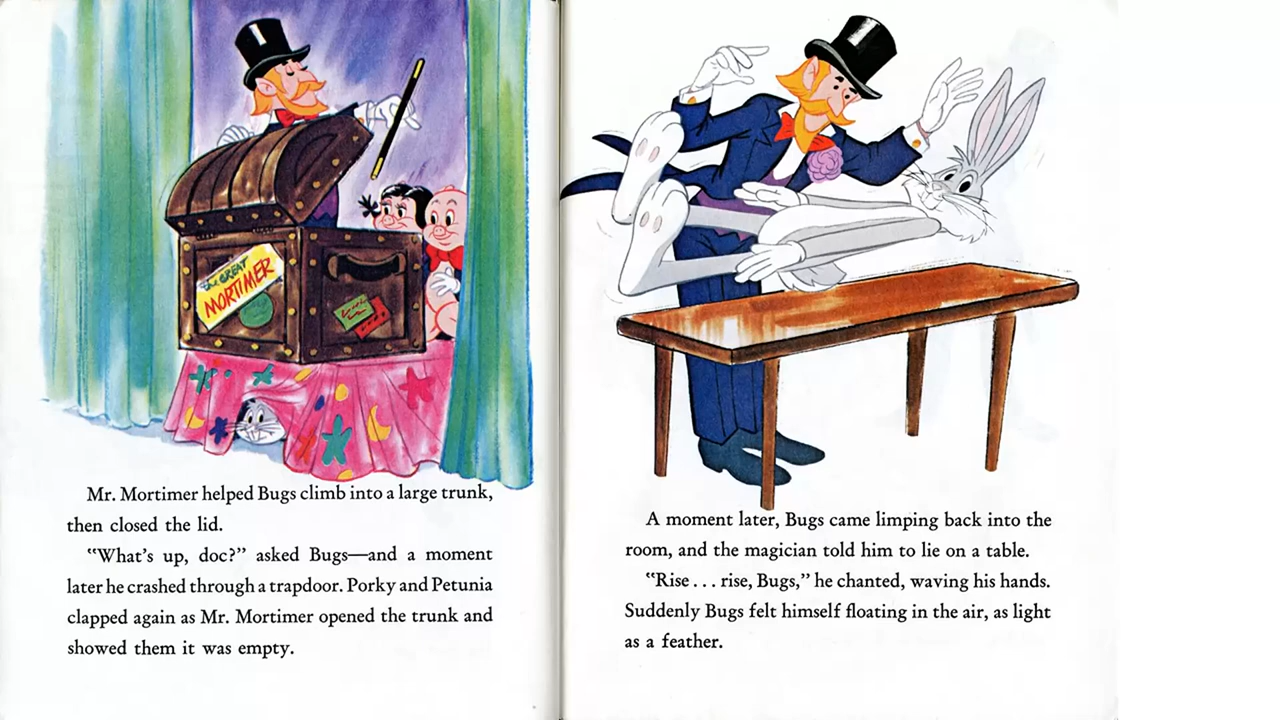 the GREAT
MORTIMER
Mr. Mortimer helped Bugs climb into a large trunk,
then closed the lid.
“What’s up, doc?” asked Bugs—and a moment
later he crashed through a trapdoor. Porky and Petunia
clapped again as Mr. Mortimer opened the trunk and
showed them it was empty.
A moment later, Bugs came limping back into the
room, and the magician told him to lie on a table.
“Rise . . . rise, Bugs,” he chanted, waving his hands.
Suddenly Bugs felt himself floating in the air, as light
as a feather.